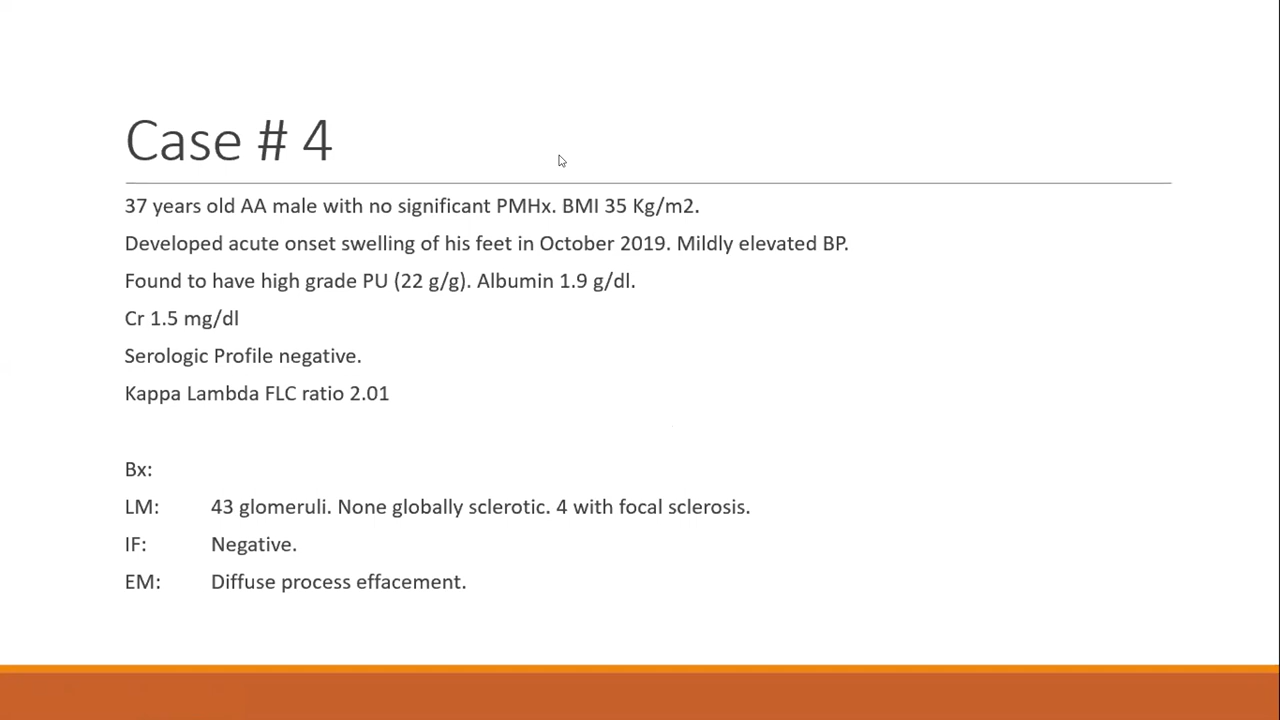 Case # 4
37 years old AA male with no significant PMHx. BMI 35 Kg/m2.
Developed acute onset swelling of his feet in October 2019. Mildly elevated BP.
Found to have high grade PU (22 g/g). Albumin 1.9 g/dl.
Cr 1.5 mg/dl
Serologic Profile negative.
Kappa Lambda FLC ratio 2.01
Bx:
LM: 43 glomeruli. None globally sclerotic. 4 with focal sclerosis.
IF: Negative.
EM: Diffuse process effacement.